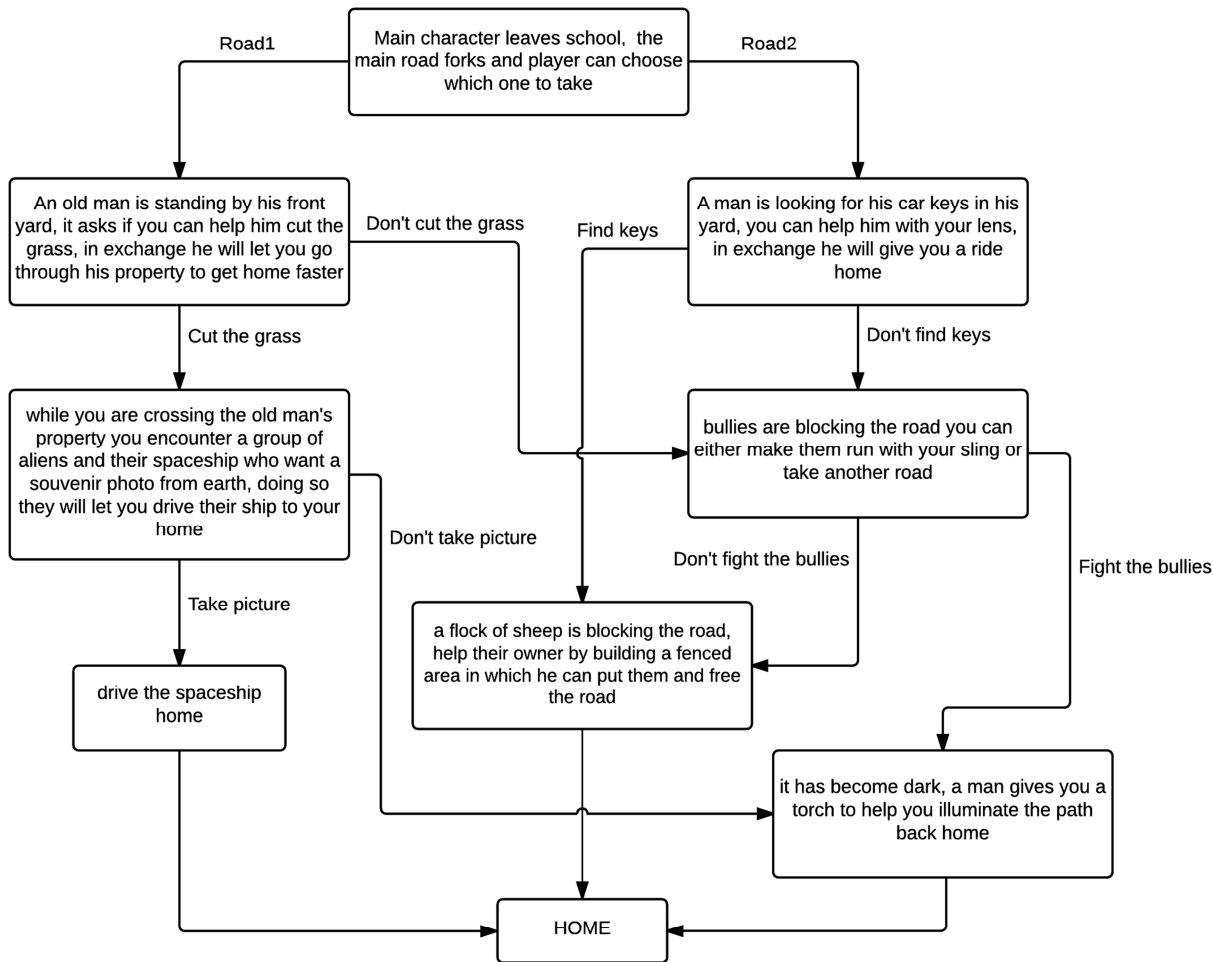 Road1
Main character leaves school,  the
main road forks and player can choose
which one to take
Road2
An old man is standing by his front
yard, it asks if you can help him cut the
grass, in exchange he will let you go
through his property to get home faster
Don't cut the grass
Find keys
A man is looking for his car keys in his
yard, you can help him with your lens,
in exchange he will give you a ride
home
Cut the grass
Don't find keys
while you are crossing the old man's
property you encounter a group of
aliens and their spaceship who want a
souvenir photo from earth, doing so
they will let you drive their ship to your
home
bullies are blocking the road you can
either make them run with your sling or
take another road
Don't take picture
Don't fight the bullies
Fight the bullies
Take picture
a flock of sheep is blocking the road,
help their owner by building a fenced
area in which he can put them and free
the road
drive the spaceship
home
it has become dark, a man gives you a
torch to help you illuminate the path
back home
HOME